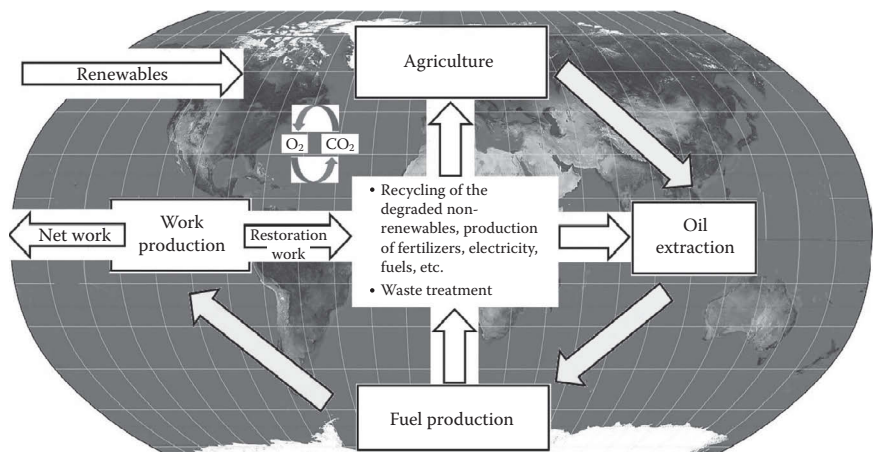 Agriculture
Renewables
O₂
CO₂
• Recycling of the
degraded non-
renewables, production
of fertilizers, electricity,
fuels, etc.
• Waste treatment
Net work
Work
production
Restoration
work
Oil
extraction
Fuel production